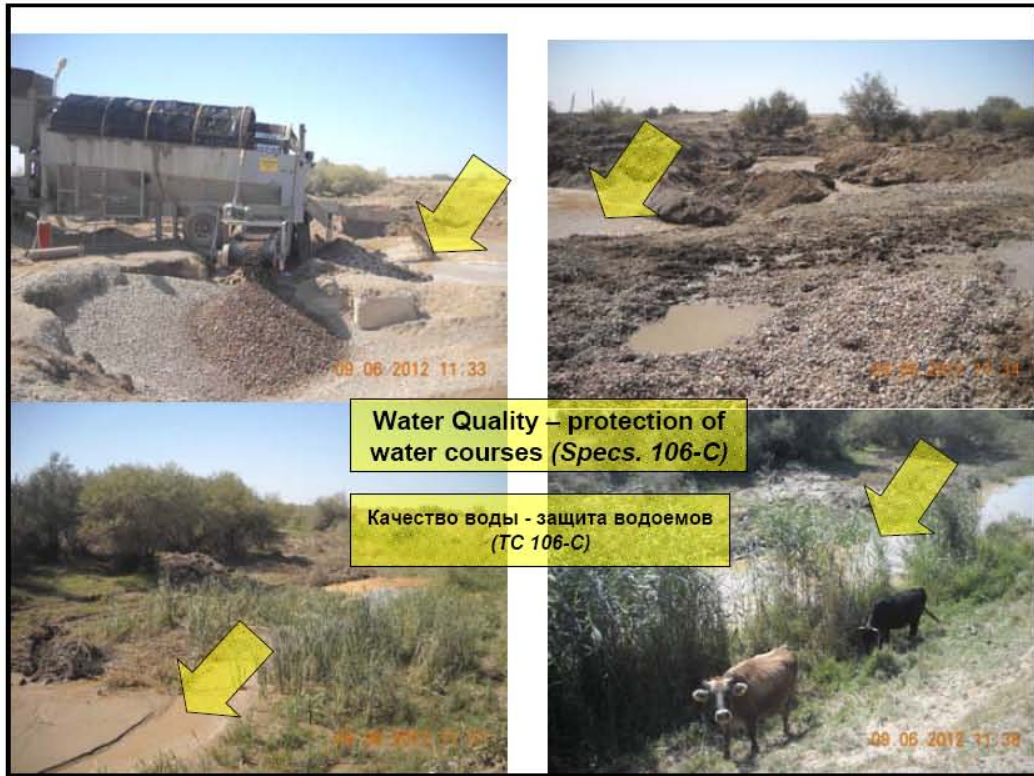 09 06 2012 11:33
Water Quality – protection of
water courses (Specs. 106-C)
Качество воды - защита водоемов
(ТС 106-C)
09 06 2012 11:38